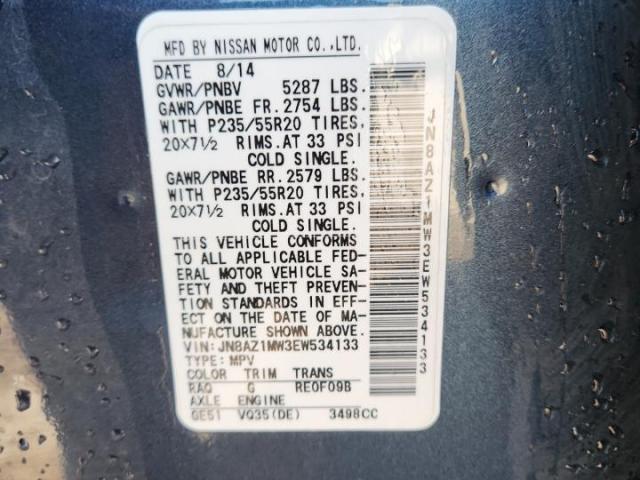 MFD BY NISSAN MOTOR CO.,LTD.
DATE 8/14
GVWR/PNBV 5287 LBS.
GAWR/PNBE FR. 2754 LBS.
WITH P235/55R20 TIRES.
20X7½ RIMS.AT 33 PSI
COLD SINGLE.
GAWR/PNBE RR. 2579 LBS.
WITH P235/55R20 TIRES.
20X7½ RIMS.AT 33 PSI
COLD SINGLE.
THIS VEHICLE CONFORMS
TO ALL APPLICABLE FED-
ERAL MOTOR VEHICLE SA-
FETY AND THEFT PREVEN-
TION STANDARDS IN EFF-
ECT ON THE DATE OF MA-
NUFACTURE SHOWN ABOVE.
VIN:JN8AZ1MW3EW534133
TYPE:MPV
COLOR TRIM TRANS
RAQ G RE0F09B
AXLE ENGINE
GE51 VQ35(DE) 3498CC
JN8AZ1MW3EW534133